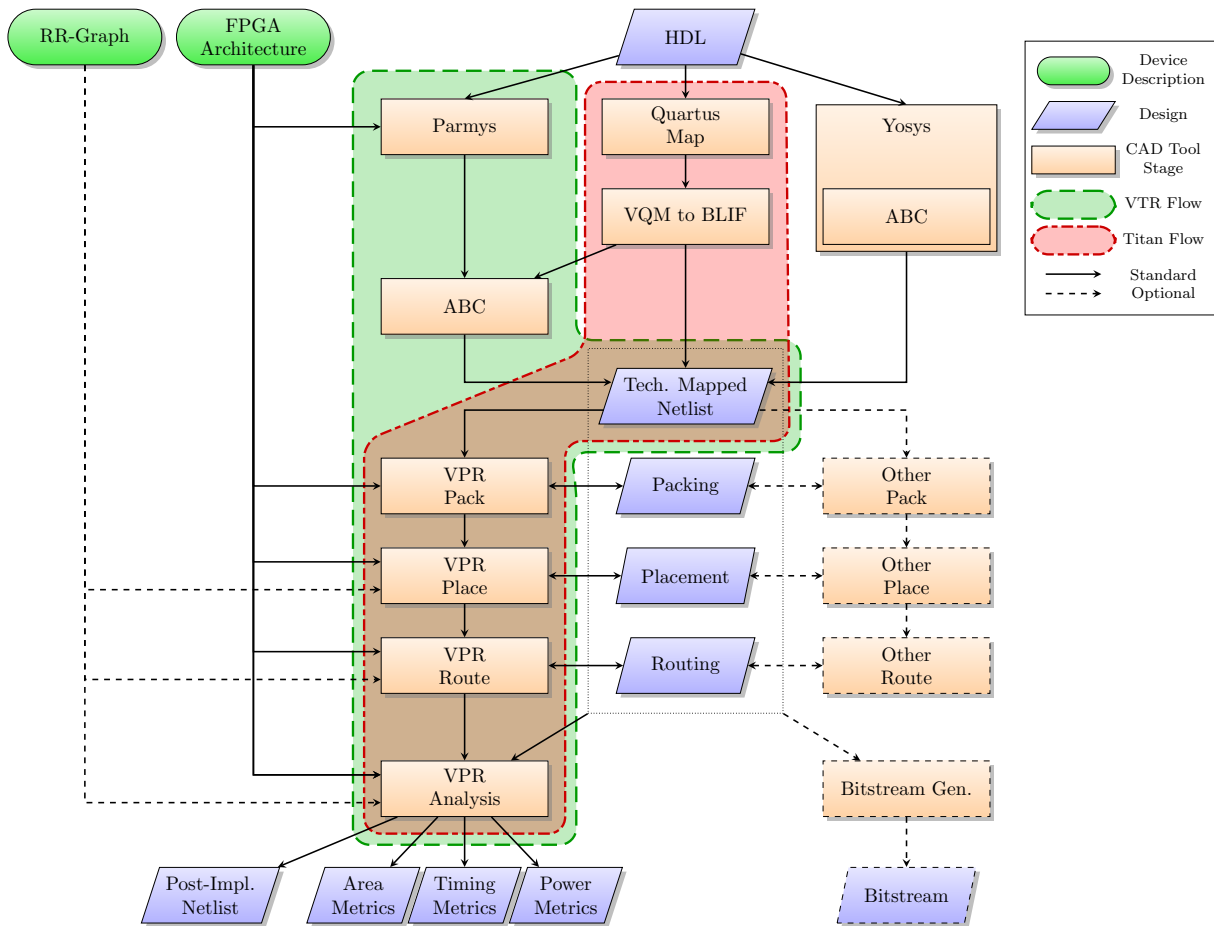 RR-Graph
FPGA
Architecture
HDL
Device
Description
Design
CAD Tool
Stage
VTR Flow
Titan Flow
Standard
Optional
Parmys
Quartus
Map
Yosys
VQM to BLIF
ABC
ABC
Tech. Mapped
Netlist
VPR
Pack
Packing
Other
Pack
VPR
Place
Placement
Other
Place
VPR
Route
Routing
Other
Route
VPR
Analysis
Bitstream Gen.
Post-Impl.
Netlist
Area
Metrics
Timing
Metrics
Power
Metrics
Bitstream